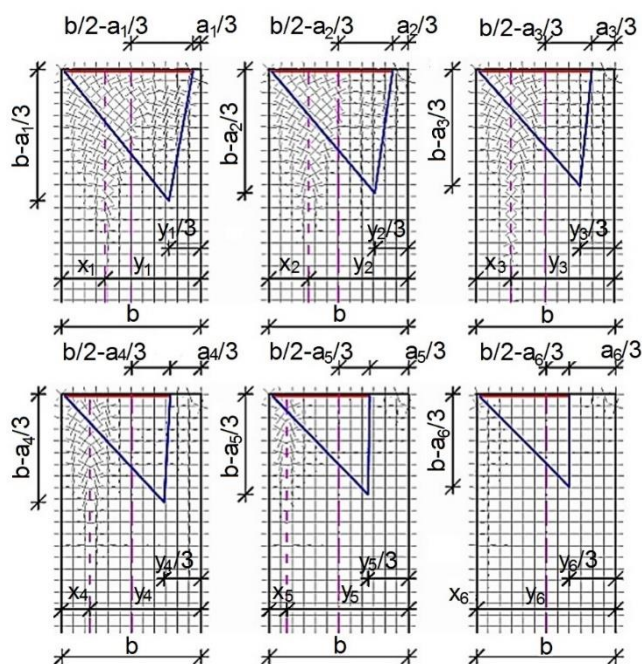 b/2-a₁/3 a₁/3
b-a₁/3
y₁/3
x₁ y₁
b
b/2-a₂/3 a₂/3
b-a₂/3
y₂/3
x₂ y₂
b
b/2-a₃/3 a₃/3
b-a₃/3
y₃/3
x₃ y₃
b
b/2-a₄/3 a₄/3
b-a₄/3
y₄/3
x₄ y₄
b
b/2-a₅/3 a₅/3
b-a₅/3
y₅/3
x₅ y₅
b
b/2-a₆/3 a₆/3
b-a₆/3
y₆/3
x₆ y₆
b